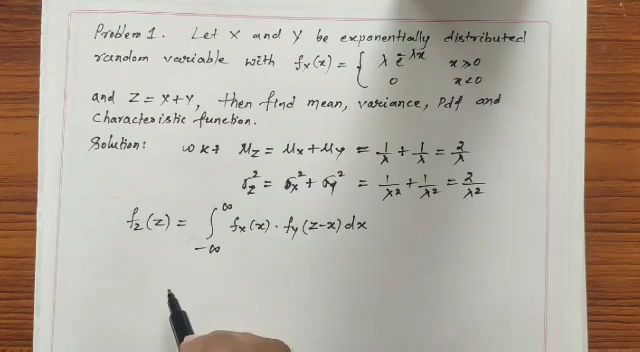 Problem 1. Let X and Y be exponentially distributed
random variable with fx(x) = { λ e^-λx x≥0
0 x<0
and Z = X+Y, then find mean, variance, Pdf and
characteristic function.
Solution: W K T μz = μx + μy = 1/λ + 1/λ = 2/λ
σz² = σx² + σy² = 1/λ² + 1/λ² = 2/λ²
fz(z) = ∫_-∞^∞ fx(x) · fy(z-x) dx